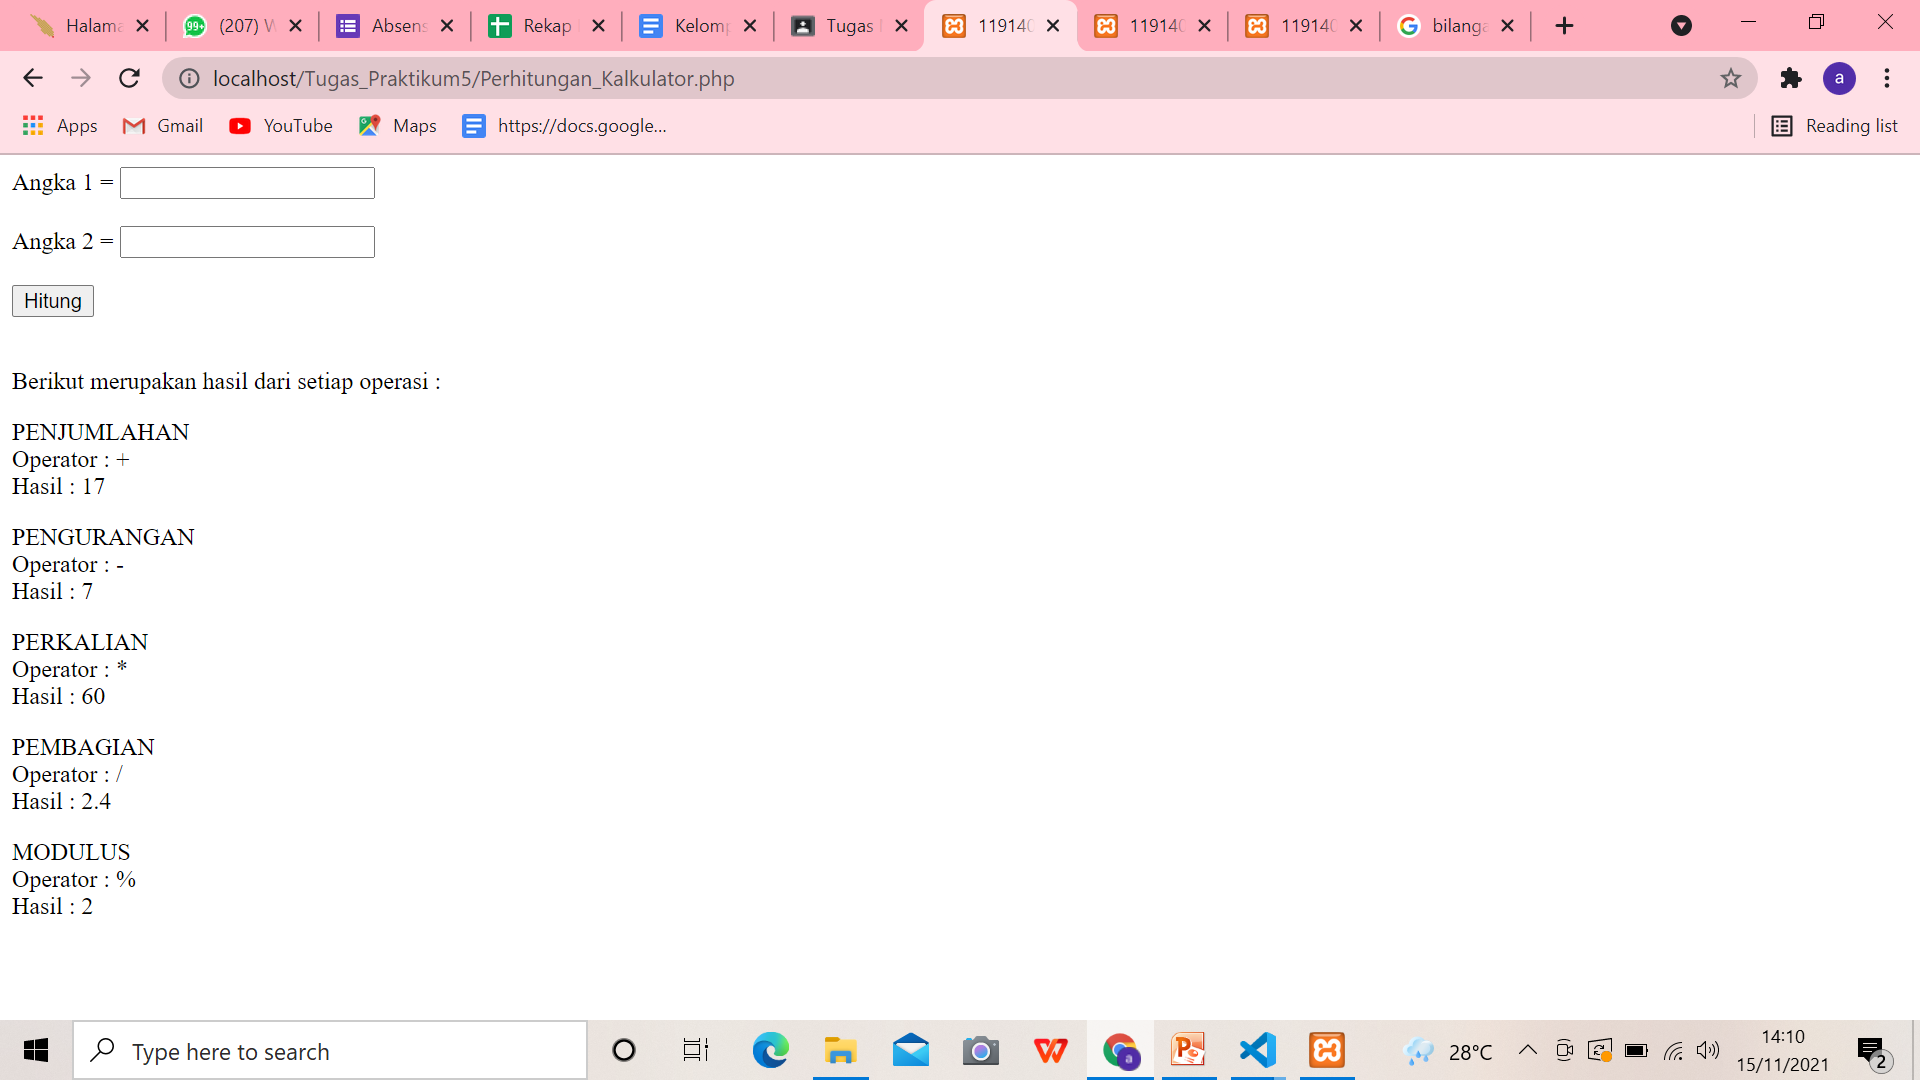 Halama
(207) W
Absens
Rekap
Kelomp
Tugas
119140
119140
119140
bilanga
localhost/Tugas_Praktikum5/Perhitungan_Kalkulator.php
a
Apps
Gmail
YouTube
Maps
https://docs.google...
Reading list
Angka 1 =
Angka 2 =
Hitung
Berikut merupakan hasil dari setiap operasi :
PENJUMLAHAN
Operator : +
Hasil : 17
PENGURANGAN
Operator : -
Hasil : 7
PERKALIAN
Operator : *
Hasil : 60
PEMBAGIAN
Operator : /
Hasil : 2.4
MODULUS
Operator : %
Hasil : 2
Type here to search
28°C
14:10
15/11/2021
2